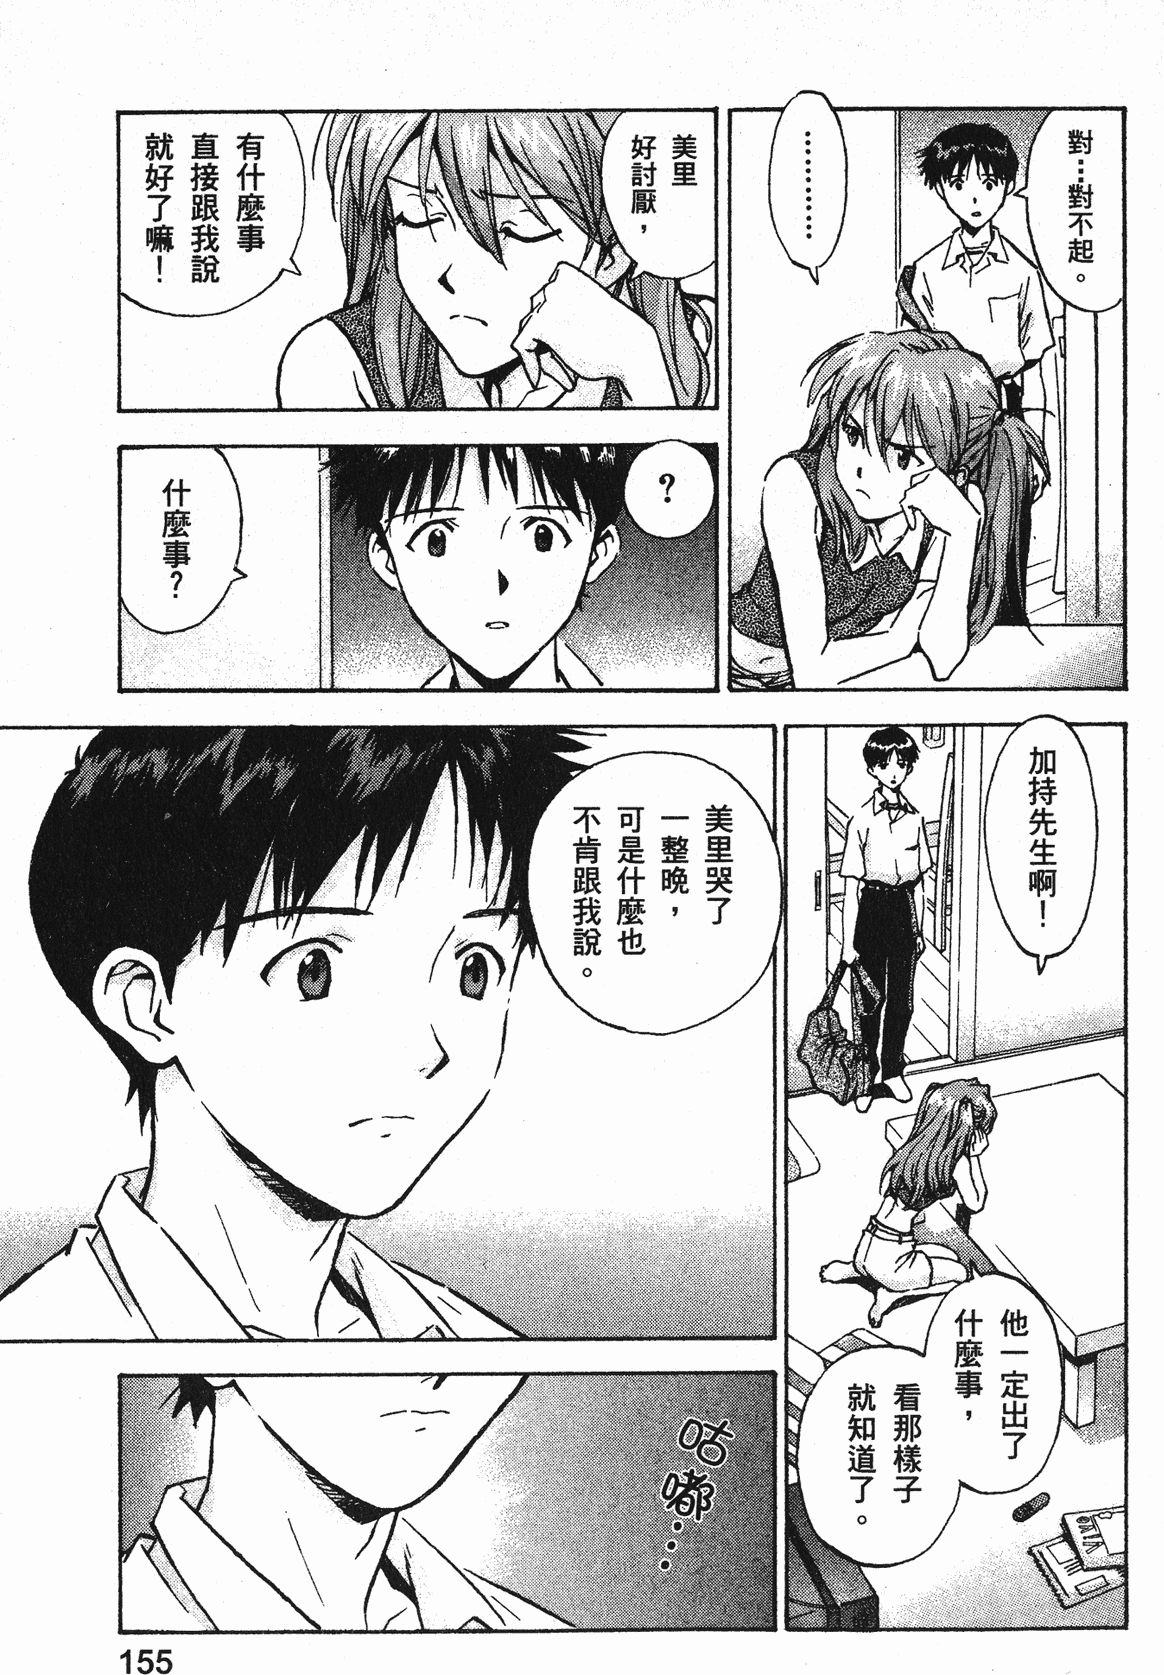 對…對不起。
…………
美里
好討厭，
有什麼事
直接跟我說
就好了嘛！
？
什麼事？
加持先生啊！
他一定出了
什麼事，
看那樣子
就知道了。
美里哭了
一整晚，
可是什麼也
不肯跟我說。
咕嘟…
155